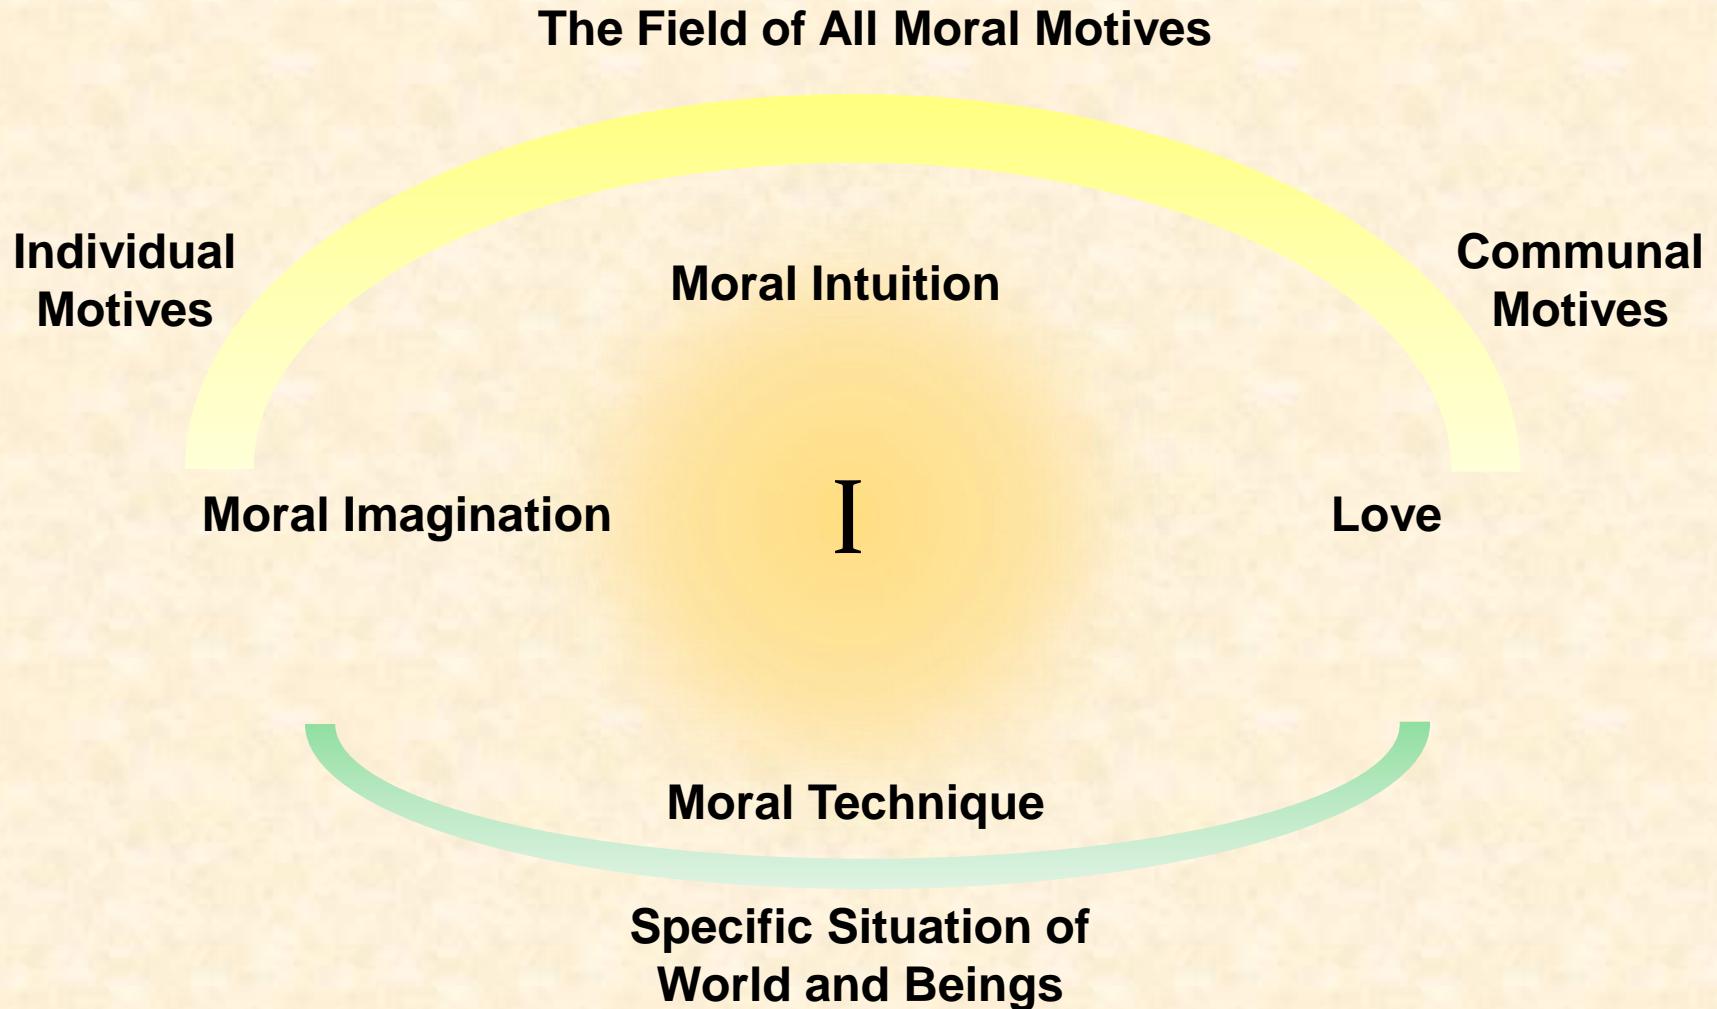 The Field of All Moral Motives
Individual
Motives
Communal
Motives
Moral Intuition
Moral Imagination
I
Love
Moral Technique
Specific Situation of
World and Beings